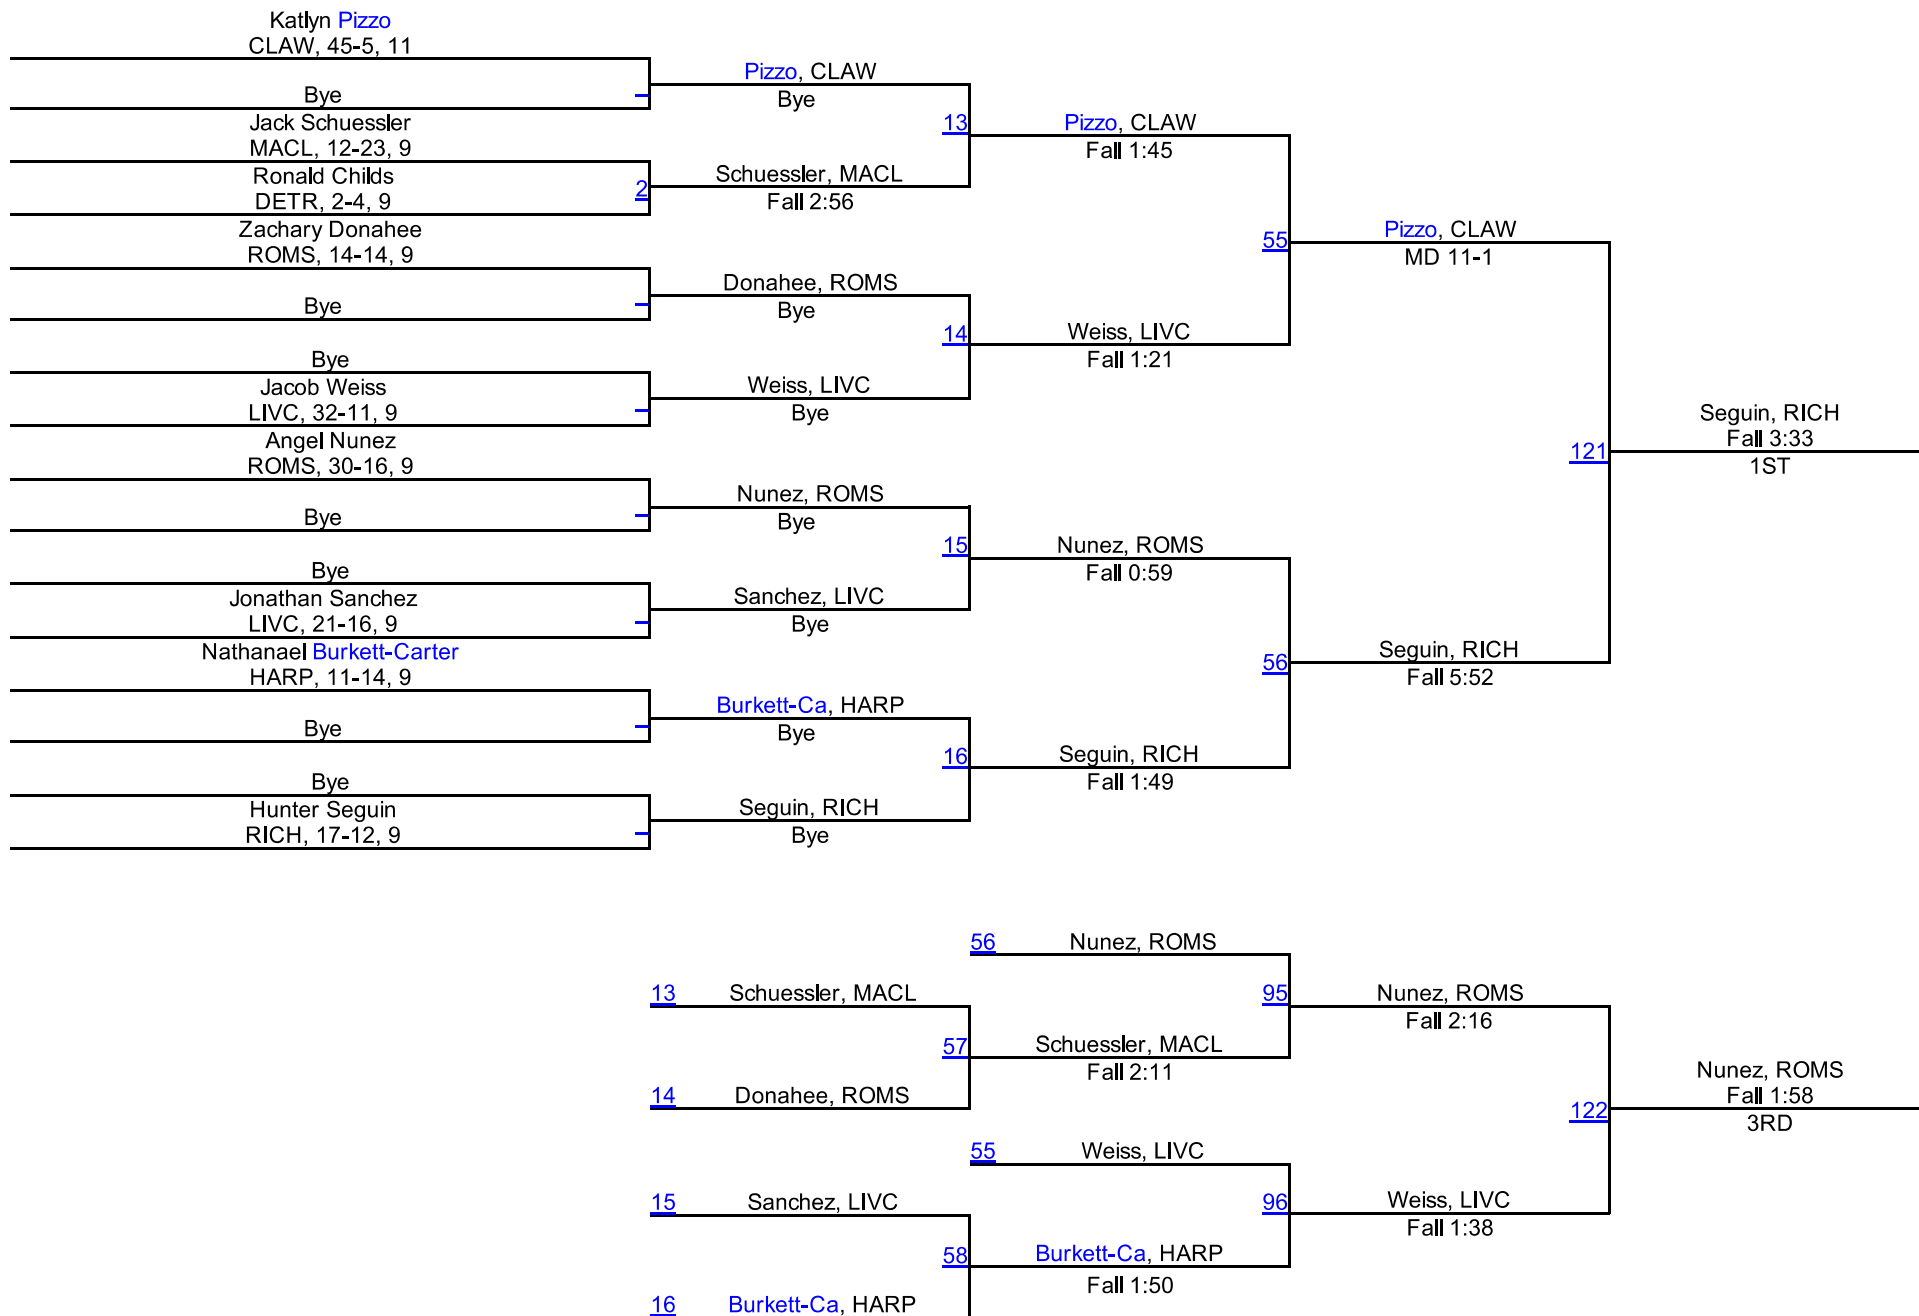 Katlyn Pizzo
CLAW, 45-5, 11
Bye
Jack Schuessler
MACL, 12-23, 9
Ronald Childs
DETR, 2-4, 9
Zachary Donahee
ROMS, 14-14, 9
Bye
Bye
Jacob Weiss
LIVC, 32-11, 9
Angel Nunez
ROMS, 30-16, 9
Bye
Bye
Jonathan Sanchez
LIVC, 21-16, 9
Nathanael Burkett-Carter
HARP, 11-14, 9
Bye
Bye
Hunter Seguin
RICH, 17-12, 9
2
Pizzo, CLAW
Bye
Schuessler, MACL
Fall 2:56
Donahee, ROMS
Bye
Weiss, LIVC
Bye
Nunez, ROMS
Bye
Sanchez, LIVC
Bye
Burkett-Ca, HARP
Bye
Seguin, RICH
Bye
13
14
15
16
Pizzo, CLAW
Fall 1:45
Weiss, LIVC
Fall 1:21
Nunez, ROMS
Fall 0:59
Seguin, RICH
Fall 1:49
55
56
Pizzo, CLAW
MD 11-1
Seguin, RICH
Fall 5:52
121
Seguin, RICH
Fall 3:33
1ST
13 Schuessler, MACL
14 Donahee, ROMS
15 Sanchez, LIVC
16 Burkett-Ca, HARP
57
58
56 Nunez, ROMS
Schuessler, MACL
Fall 2:11
55 Weiss, LIVC
Burkett-Ca, HARP
Fall 1:50
95
96
Nunez, ROMS
Fall 2:16
Weiss, LIVC
Fall 1:38
122
Nunez, ROMS
Fall 1:58
3RD